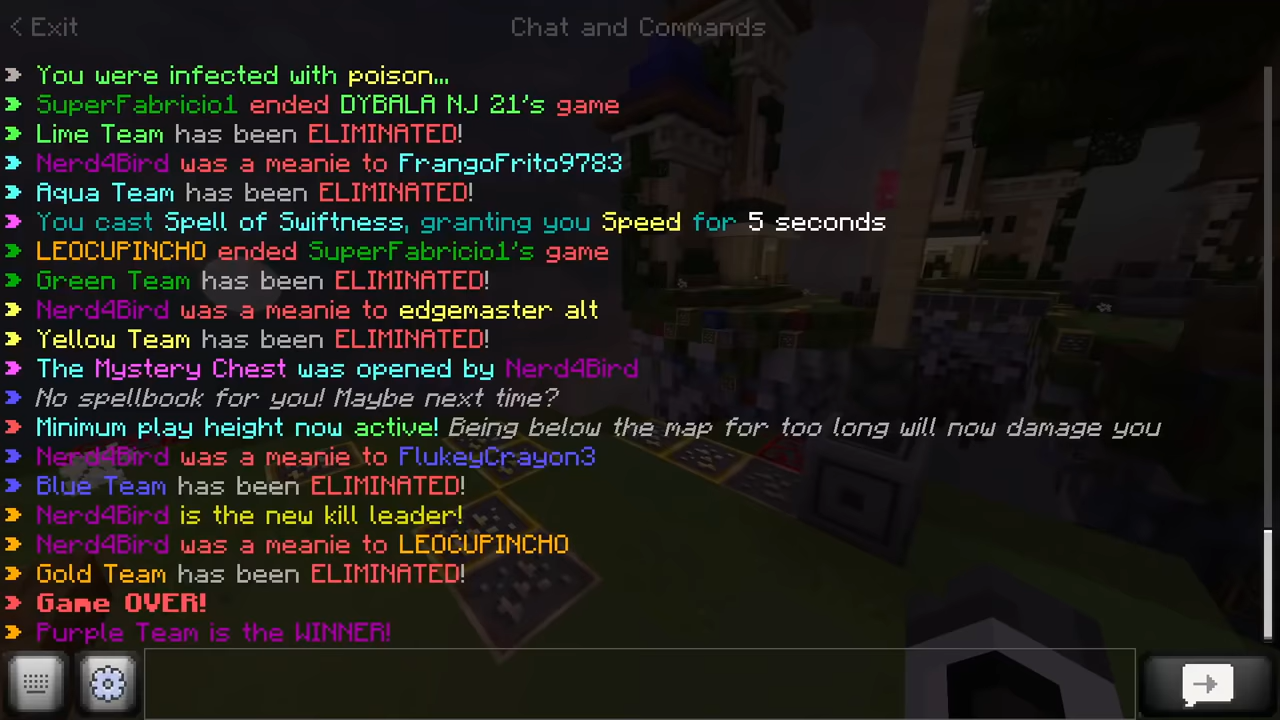 < Exit
Chat and Commands
You were infected with poison...
SuperFabricio1 ended DYBALA NJ 21's game
Lime Team has been ELIMINATED!
Nerd4Bird was a meanie to FrangoFrito9783
Aqua Team has been ELIMINATED!
You cast Spell of Swiftness, granting you Speed for 5 seconds
LEOCUPINCHO ended SuperFabricio1's game
Green Team has been ELIMINATED!
Nerd4Bird was a meanie to edgemaster alt
Yellow Team has been ELIMINATED!
The Mystery Chest was opened by Nerd4Bird
No spellbook for you! Maybe next time?
Minimum play height now active! Being below the map for too long will now damage you
Nerd4Bird was a meanie to FlukeyCrayon3
Blue Team has been ELIMINATED!
Nerd4Bird is the new kill leader!
Nerd4Bird was a meanie to LEOCUPINCHO
Gold Team has been ELIMINATED!
Game OVER!
Purple Team is the WINNER!